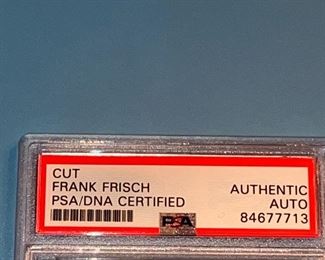 CUT
FRANK FRISCH AUTHENTIC
PSA/DNA CERTIFIED AUTO
PSA 84677713